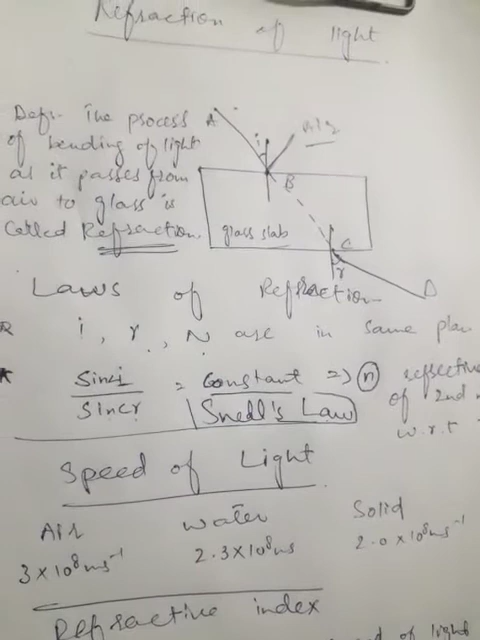 Refraction of light
A
i
B
glass slab
C
r
D
Defn- The process
of bending of light
as it passes from
air to glass is
called Refraction.
Laws of Refraction
i, r, N are in same plan
Sin∠i / Sin∠r = Constant => n
Snell's Law
of 2nd
w.r.t
Speed of Light
Air Water Solid
3×10⁸ms⁻¹ 2.3×10⁸ms 2.0×10⁸ms⁻¹
Refractive index
of light